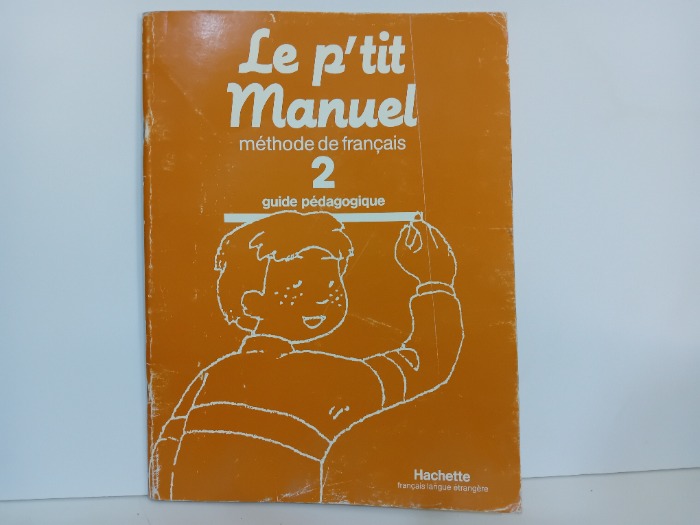 Le p'tit
Manuel
méthode de français
2
guide pédagogique
Hachette
français langue étrangère